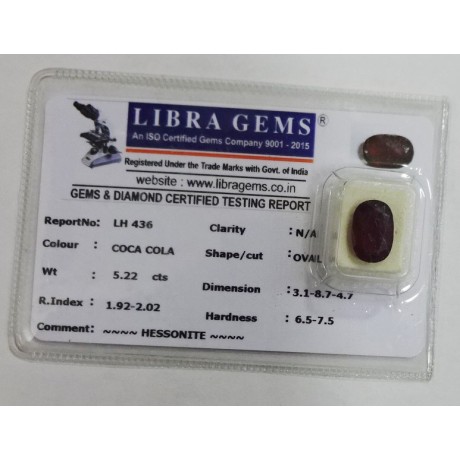 LIBRA GEMS ®
An ISO Certified Gems Company 9001 - 2015
Registered Under the Trade Marks with Govt. of India
website : www.libragems.co.in
GEMS & DIAMOND CERTIFIED TESTING REPORT
ReportNo: LH 436 Clarity : N/A
Colour : COCA COLA Shape/cut : OVAL
Wt : 5.22 cts Dimension : 3.1-8.7-4.7
R.Index : 1.92-2.02 Hardness : 6.5-7.5
Comment: ~~~~ HESSONITE ~~~~